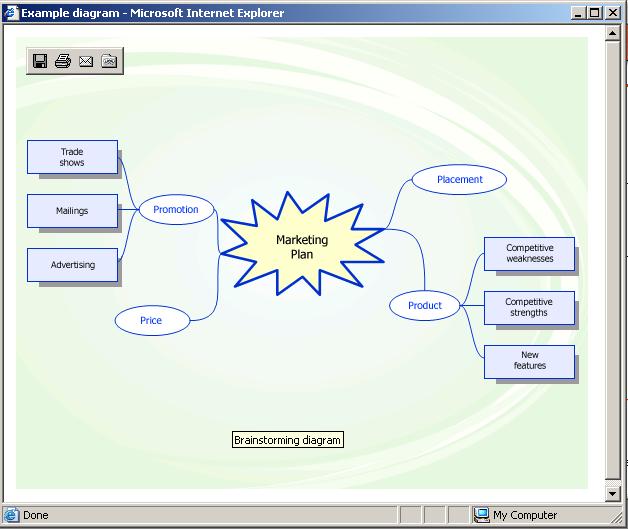 Example diagram - Microsoft Internet Explorer
Trade
shows
Mailings
Advertising
Promotion
Price
Marketing
Plan
Placement
Product
Competitive
weaknesses
Competitive
strengths
New
features
Brainstorming diagram
Done
My Computer